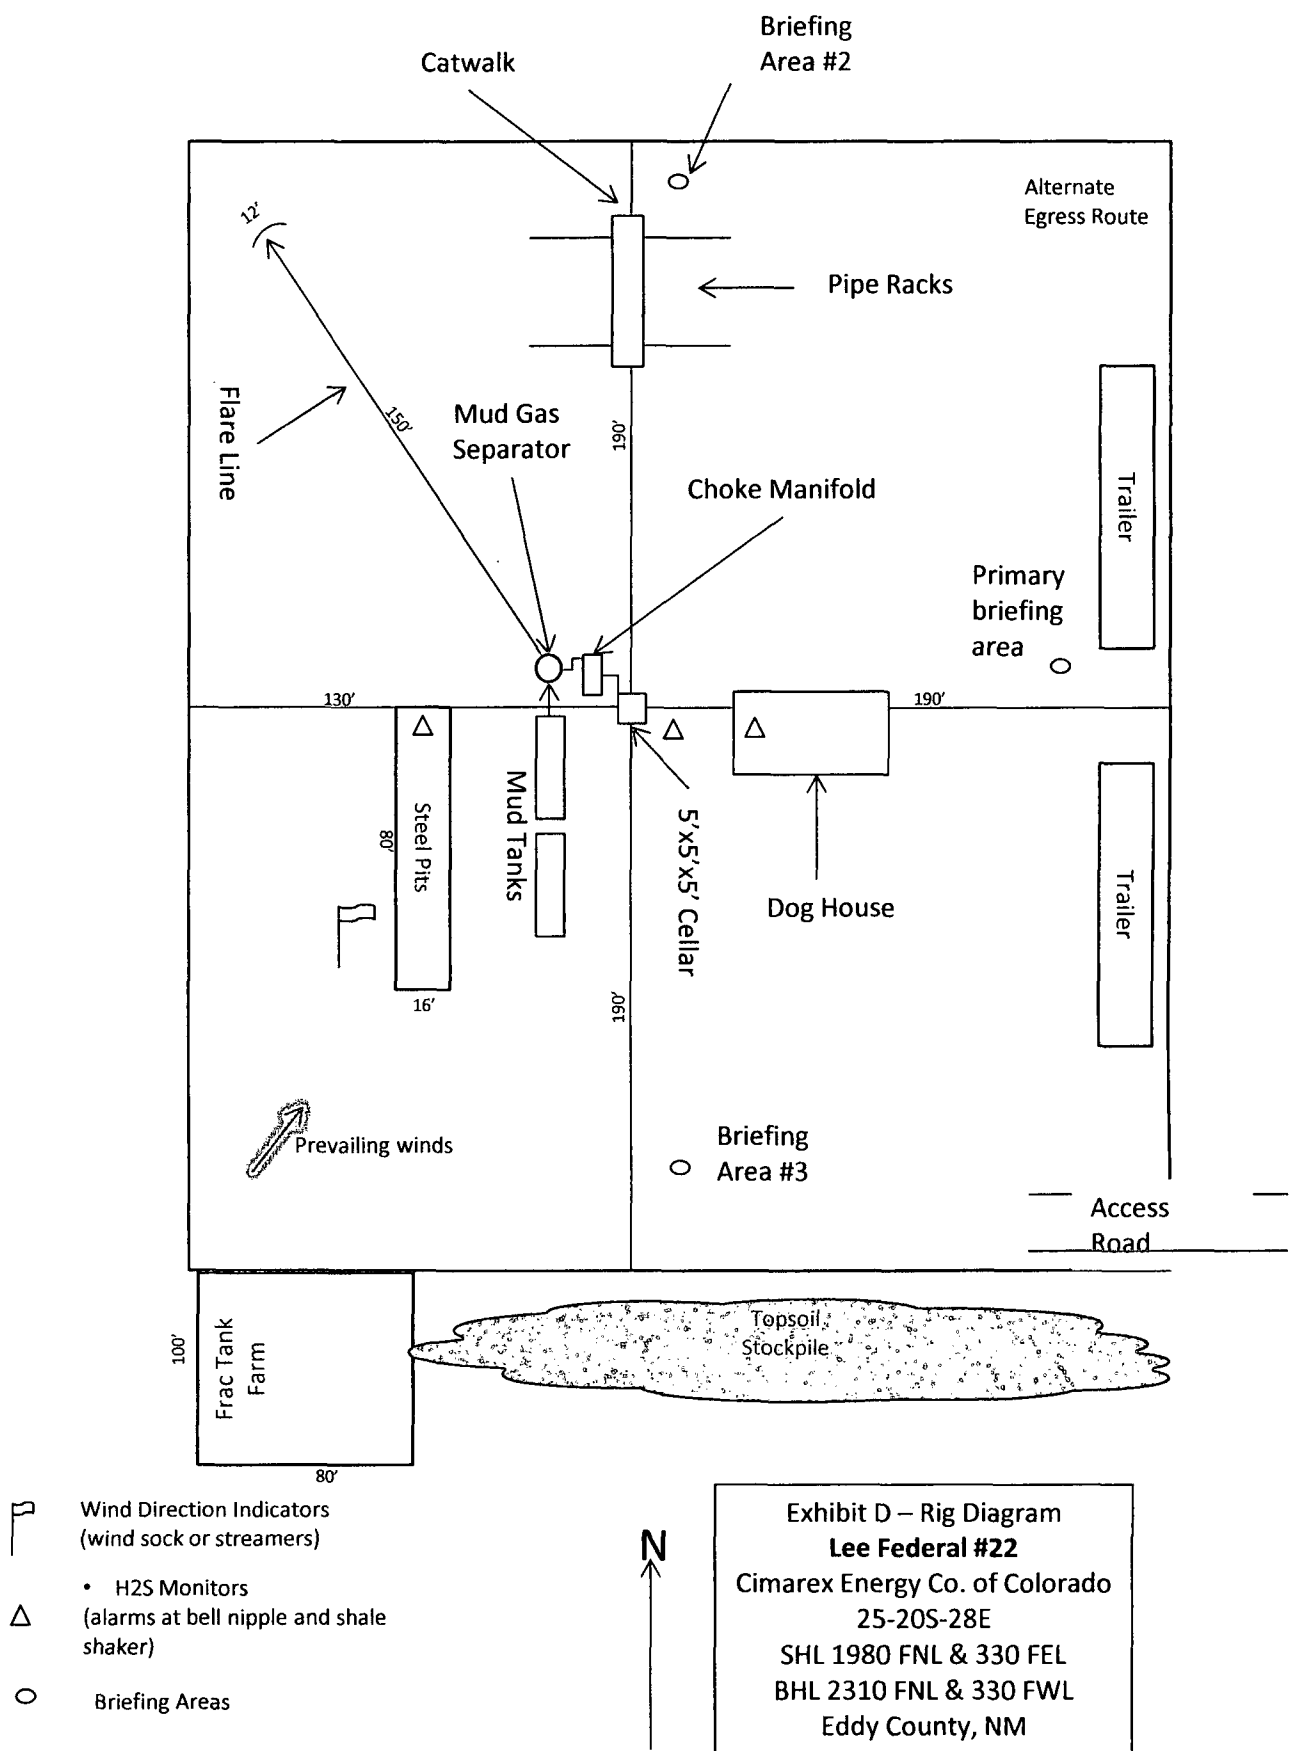 Briefing
Area #2
Catwalk
Alternate
Egress Route
12'
Pipe Racks
Flare Line
150'
Mud Gas
Separator
190'
Choke Manifold
Trailer
Primary
briefing
area
130'
190'
Steel Pits
80'
16'
Mud Tanks
5'x5'x5' Cellar
Dog House
Trailer
190'
Prevailing winds
Briefing
Area #3
Access
Road
Frac Tank
Farm
100'
80'
Topsoil
Stockpile
Wind Direction Indicators
(wind sock or streamers)
• H2S Monitors
(alarms at bell nipple and shale
shaker)
Briefing Areas
N
Exhibit D – Rig Diagram
Lee Federal #22
Cimarex Energy Co. of Colorado
25-20S-28E
SHL 1980 FNL & 330 FEL
BHL 2310 FNL & 330 FWL
Eddy County, NM